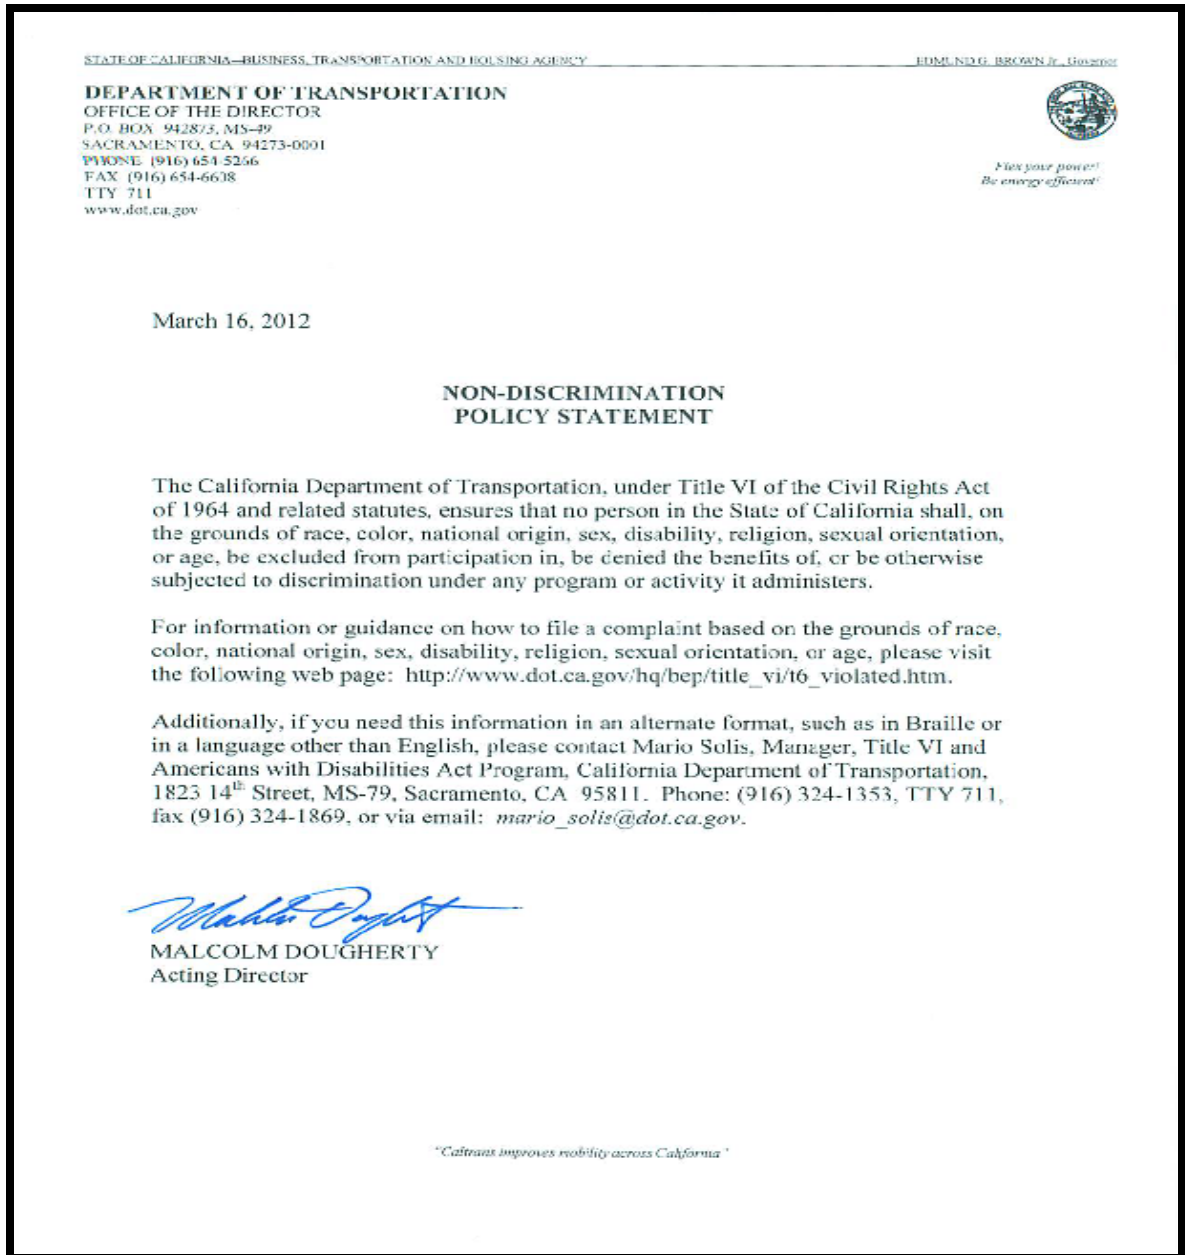 STATE OF CALIFORNIA—BUSINESS, TRANSPORTATION AND HOUSING AGENCY EDMUND G. BROWN Jr., Governor
DEPARTMENT OF TRANSPORTATION
OFFICE OF THE DIRECTOR
P.O. BOX 942873, MS-49
SACRAMENTO, CA 94273-0001
PHONE (916) 654-5266
FAX (916) 654-6608
TTY 711
www.dot.ca.gov
Flex your power!
Be energy efficient!
March 16, 2012
NON-DISCRIMINATION
POLICY STATEMENT
The California Department of Transportation, under Title VI of the Civil Rights Act
of 1964 and related statutes, ensures that no person in the State of California shall, on
the grounds of race, color, national origin, sex, disability, religion, sexual orientation,
or age, be excluded from participation in, be denied the benefits of, or be otherwise
subjected to discrimination under any program or activity it administers.
For information or guidance on how to file a complaint based on the grounds of race,
color, national origin, sex, disability, religion, sexual orientation, or age, please visit
the following web page: http://www.dot.ca.gov/hq/bep/title_vi/t6_violated.htm.
Additionally, if you need this information in an alternate format, such as in Braille or
in a language other than English, please contact Mario Solis, Manager, Title VI and
Americans with Disabilities Act Program, California Department of Transportation,
1823 14th Street, MS-79, Sacramento, CA 95811. Phone: (916) 324-1353, TTY 711,
fax (916) 324-1869, or via email: mario_solis@dot.ca.gov.
MALCOLM DOUGHERTY
Acting Director
"Caltrans improves mobility across California"